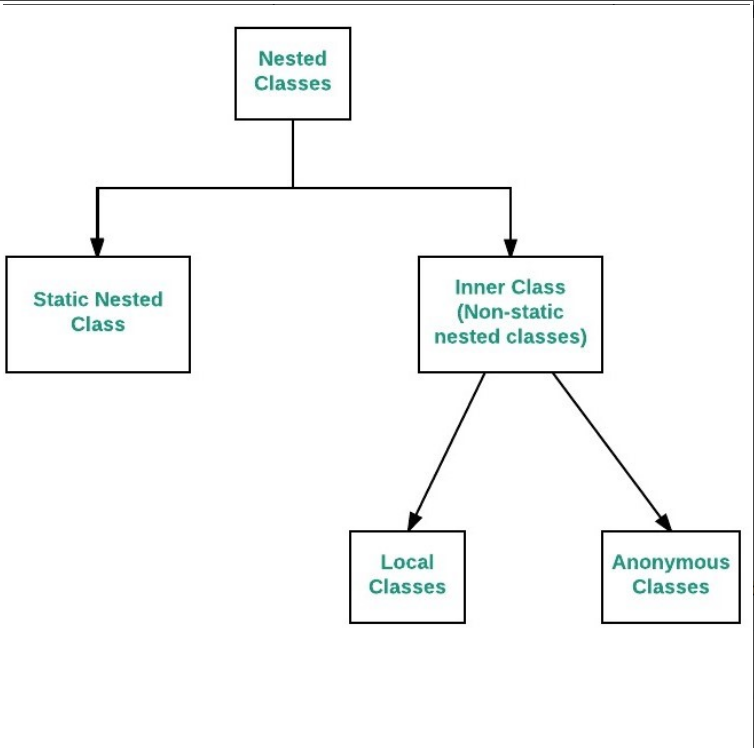 Nested
Classes
Static Nested
Class
Inner Class
(Non-static
nested classes)
Local
Classes
Anonymous
Classes